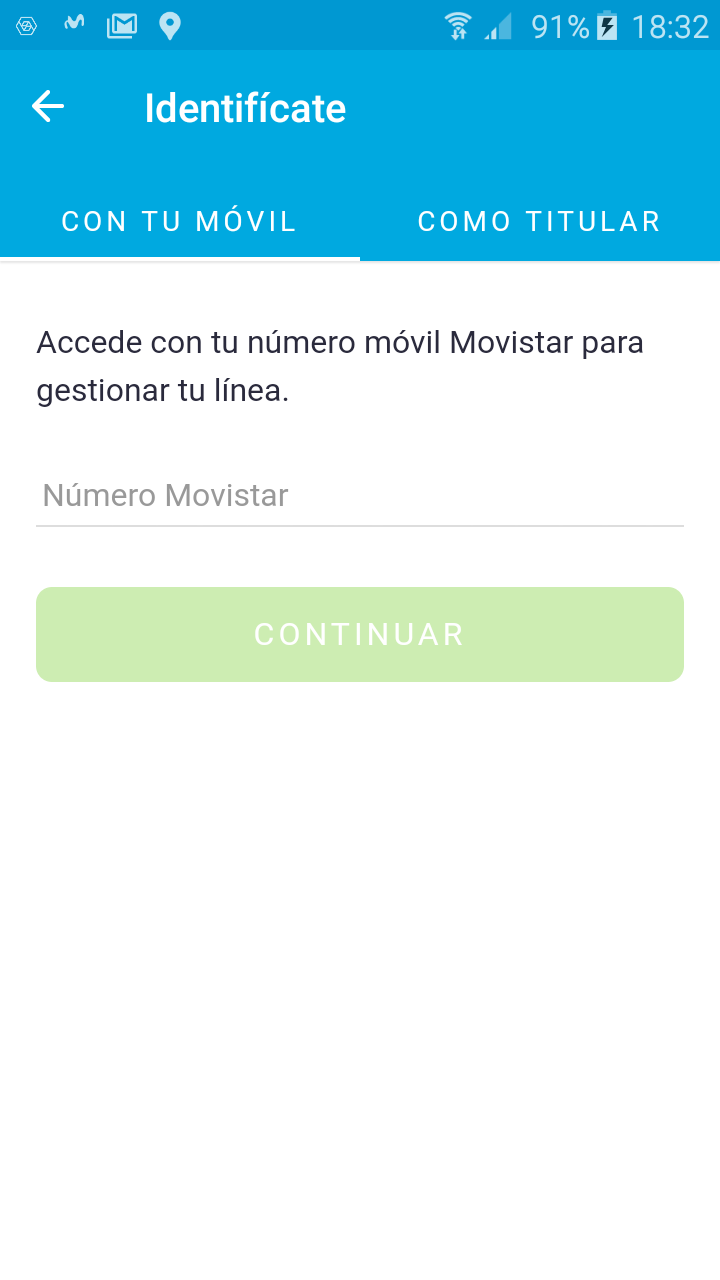 91% 18:32
Identifícate
CON TU MÓVIL COMO TITULAR
Accede con tu número móvil Movistar para
gestionar tu línea.
Número Movistar
CONTINUAR